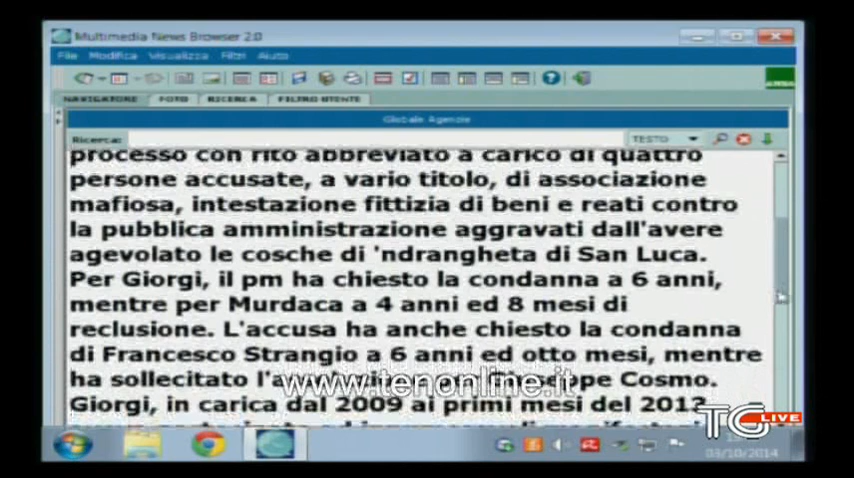 Multimedia News Browser 2.0
File Modifica Visualizza Filtri Aiuto
NAVIGATORE FOTO RICERCA FILTRO UTENTE
Globale Agenzie
Ricerca: TESTO
processo con rito abbreviato a carico di quattro
persone accusate, a vario titolo, di associazione
mafiosa, intestazione fittizia di beni e reati contro
la pubblica amministrazione aggravati dall'avere
agevolato le cosche di 'ndrangheta di San Luca.
Per Giorgi, il pm ha chiesto la condanna a 6 anni,
mentre per Murdaca a 4 anni ed 8 mesi di
reclusione. L'accusa ha anche chiesto la condanna
di Francesco Strangio a 6 anni ed otto mesi, mentre
ha sollecitato Cosmo.
www.tenonline.it
Giorgi, in carica dal 2009 ai primi mesi del 2013
TG LIVE
03/10/2014